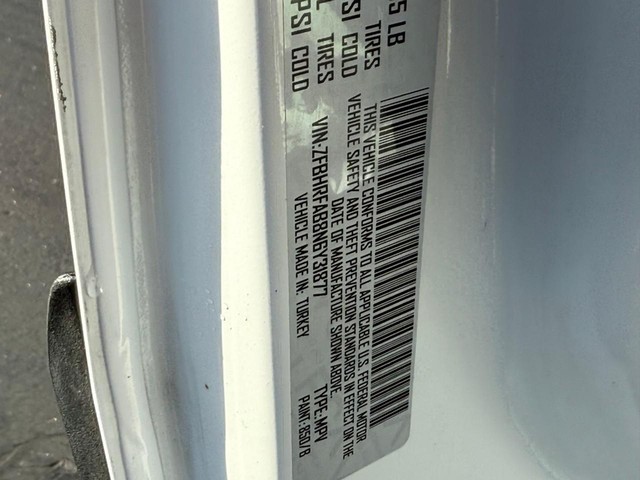 5 LB
TIRES
PSI COLD
TIRES
PSI COLD
THIS VEHICLE CONFORMS TO ALL APPLICABLE U.S. FEDERAL MOTOR
VEHICLE SAFETY AND THEFT PREVENTION STANDARDS IN EFFECT ON THE
DATE OF MANUFACTURE SHOWN ABOVE.
VIN:ZFBHRFAB8N6Y39677 TYPE:MPV
VEHICLE MADE IN: TURKEY PAINT: 850/B